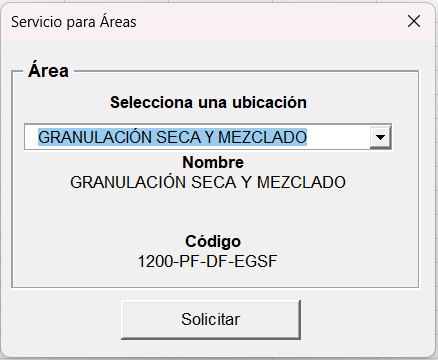 Servicio para Áreas
Área
Selecciona una ubicación
GRANULACIÓN SECA Y MEZCLADO
Nombre
GRANULACIÓN SECA Y MEZCLADO
Código
1200-PF-DF-EGSF
Solicitar